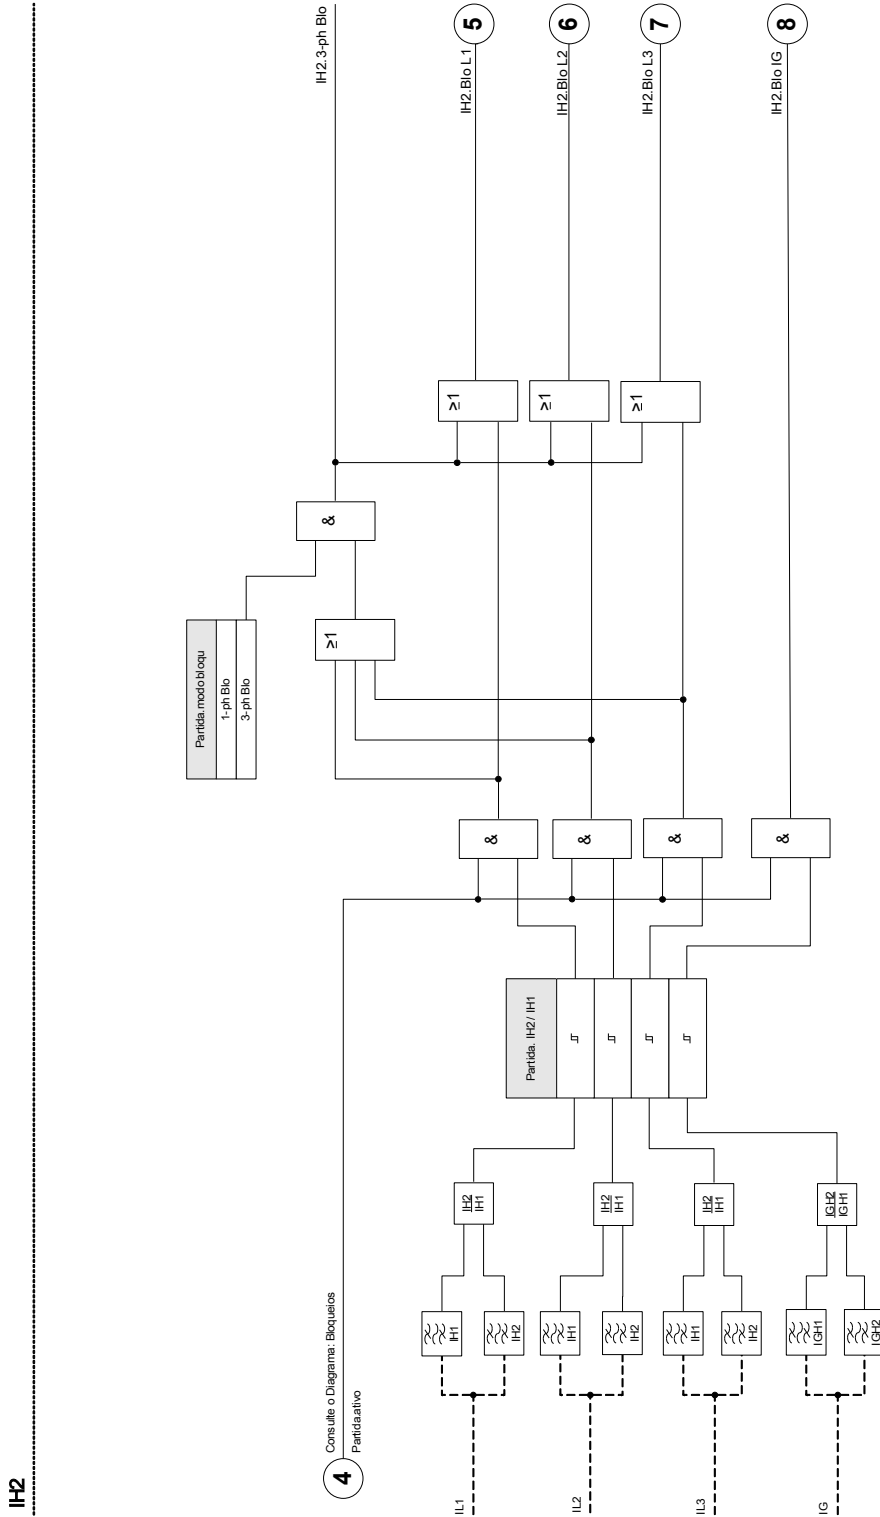 IH2
4
Consulte o Diagrama: Bloqueios
Partida.ativo
IL1
IL2
IL3
IG
IH1
IH2
IH1
IH2
IH1
IH2
IGH1
IGH2
IH2
IH1
IH2
IH1
IH2
IH1
IGH2
IGH1
Partida. IH2 / IH1
&
&
&
&
Partida.modo bloqu
1-ph Blo
3-ph Blo
≥1
&
≥1
≥1
≥1
IH2.3-ph Blo
IH2.Blo L1
5
IH2.Blo L2
6
IH2.Blo L3
7
IH2.Blo IG
8